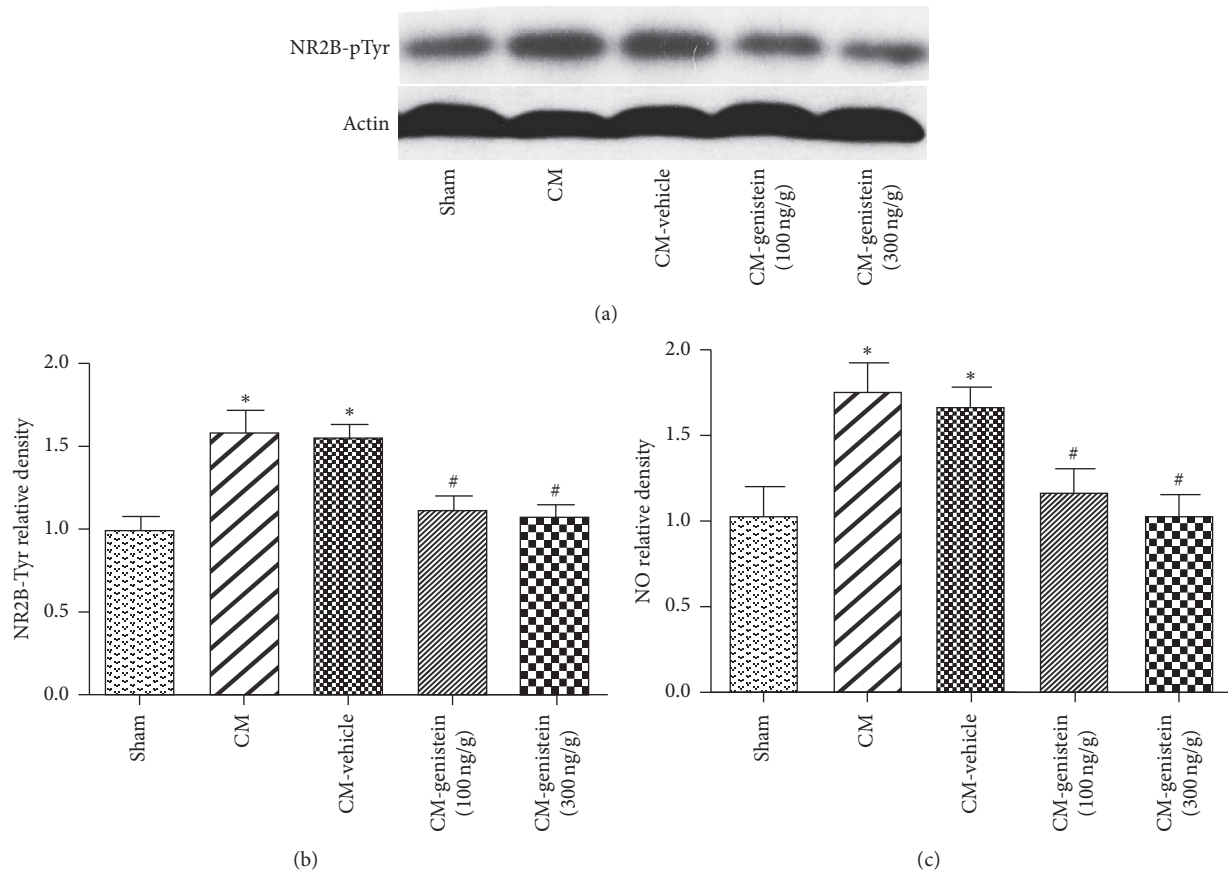 NR2B-pTyr
Actin
Sham
CM
CM-vehicle
CM-genistein
(100 ng/g)
CM-genistein
(300 ng/g)
(a)
NR2B-Tyr relative density
2.0
1.5
1.0
0.5
0.0
*
*
#
#
Sham
CM
CM-vehicle
CM-genistein
(100 ng/g)
CM-genistein
(300 ng/g)
(b)
NO relative density
2.0
1.5
1.0
0.5
0.0
*
*
#
#
Sham
CM
CM-vehicle
CM-genistein
(100 ng/g)
CM-genistein
(300 ng/g)
(c)